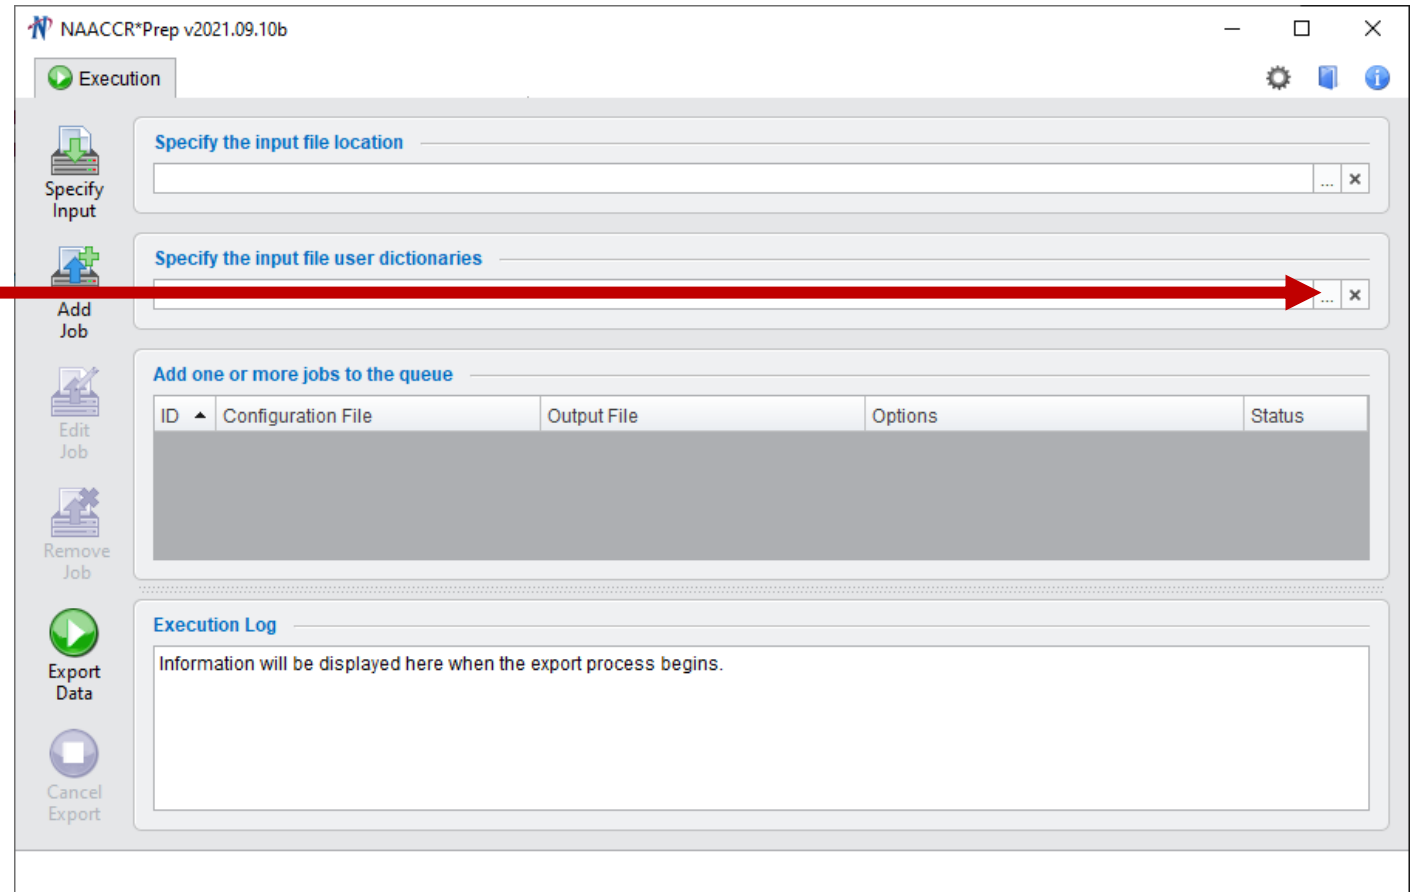 NAACCR*Prep v2021.09.10b
Execution
Specify
Input
Specify the input file location
...
Add
Job
Specify the input file user dictionaries
...
Edit
Job
Add one or more jobs to the queue
ID Configuration File Output File Options Status
Remove
Job
Export
Data
Execution Log
Information will be displayed here when the export process begins.
Cancel
Export